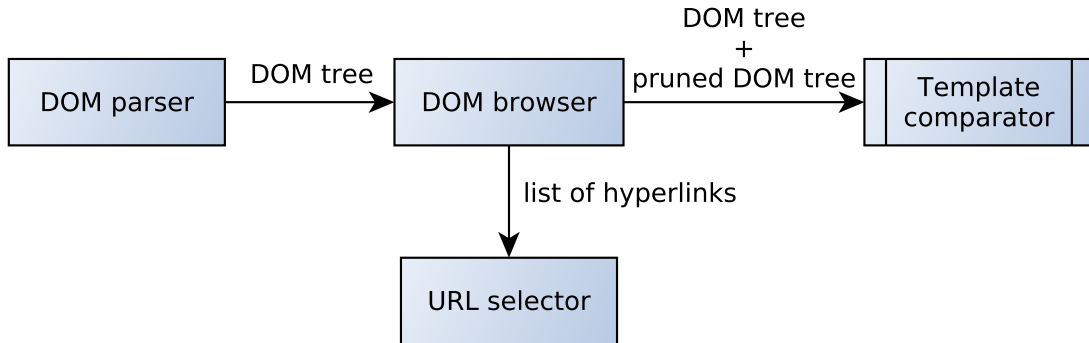 DOM tree
+
pruned DOM tree
DOM parser
DOM tree
DOM browser
Template
comparator
list of hyperlinks
URL selector